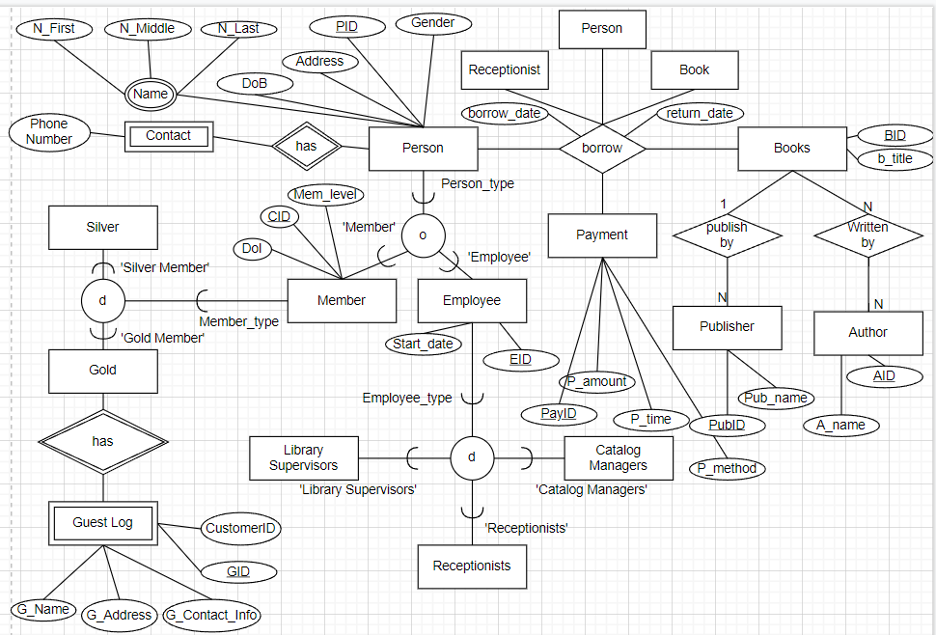 N_First
N_Middle
N_Last
PID
Gender
Person
Address
Receptionist
Book
DoB
Name
borrow_date
return_date
Phone
Number
Contact
has
Person
borrow
Books
BID
b_title
Person_type
Mem_level
CID
DoI
'Member'
o
'Employee'
Silver
'Silver Member'
Payment
1
publish
by
N
Written
by
d
Member_type
Member
Employee
'Gold Member'
N
Publisher
N
Author
Start_date
EID
Gold
P_amount
AID
Employee_type
PayID
P_time
Pub_name
PubID
A_name
has
Library
Supervisors
d
Catalog
Managers
P_method
'Library Supervisors'
'Catalog Managers'
Guest Log
CustomerID
'Receptionists'
GID
Receptionists
G_Name
G_Address
G_Contact_Info